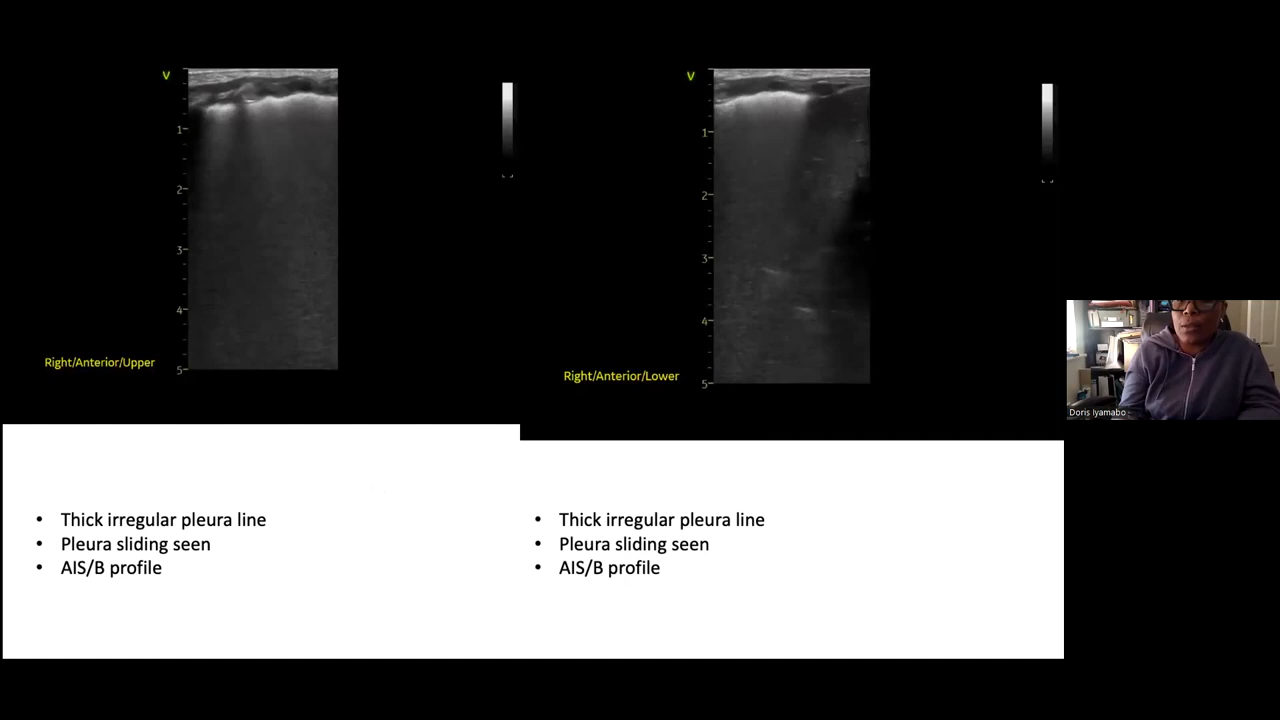 V
1
2
3
4
5
Right/Anterior/Upper
V
1
2
3
4
5
Right/Anterior/Lower
Doris Iyamabo
• Thick irregular pleura line
• Pleura sliding seen
• AIS/B profile
• Thick irregular pleura line
• Pleura sliding seen
• AIS/B profile